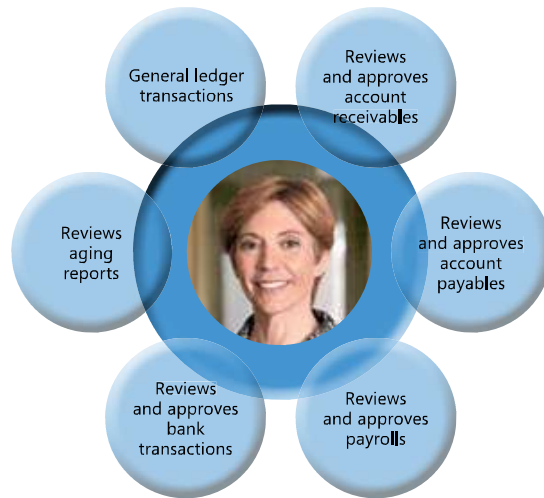 General ledger
transactions
Reviews
and approves
account
receivables
Reviews
aging
reports
Reviews
and approves
account
payables
Reviews
and approves
bank
transactions
Reviews
and approves
payrolls